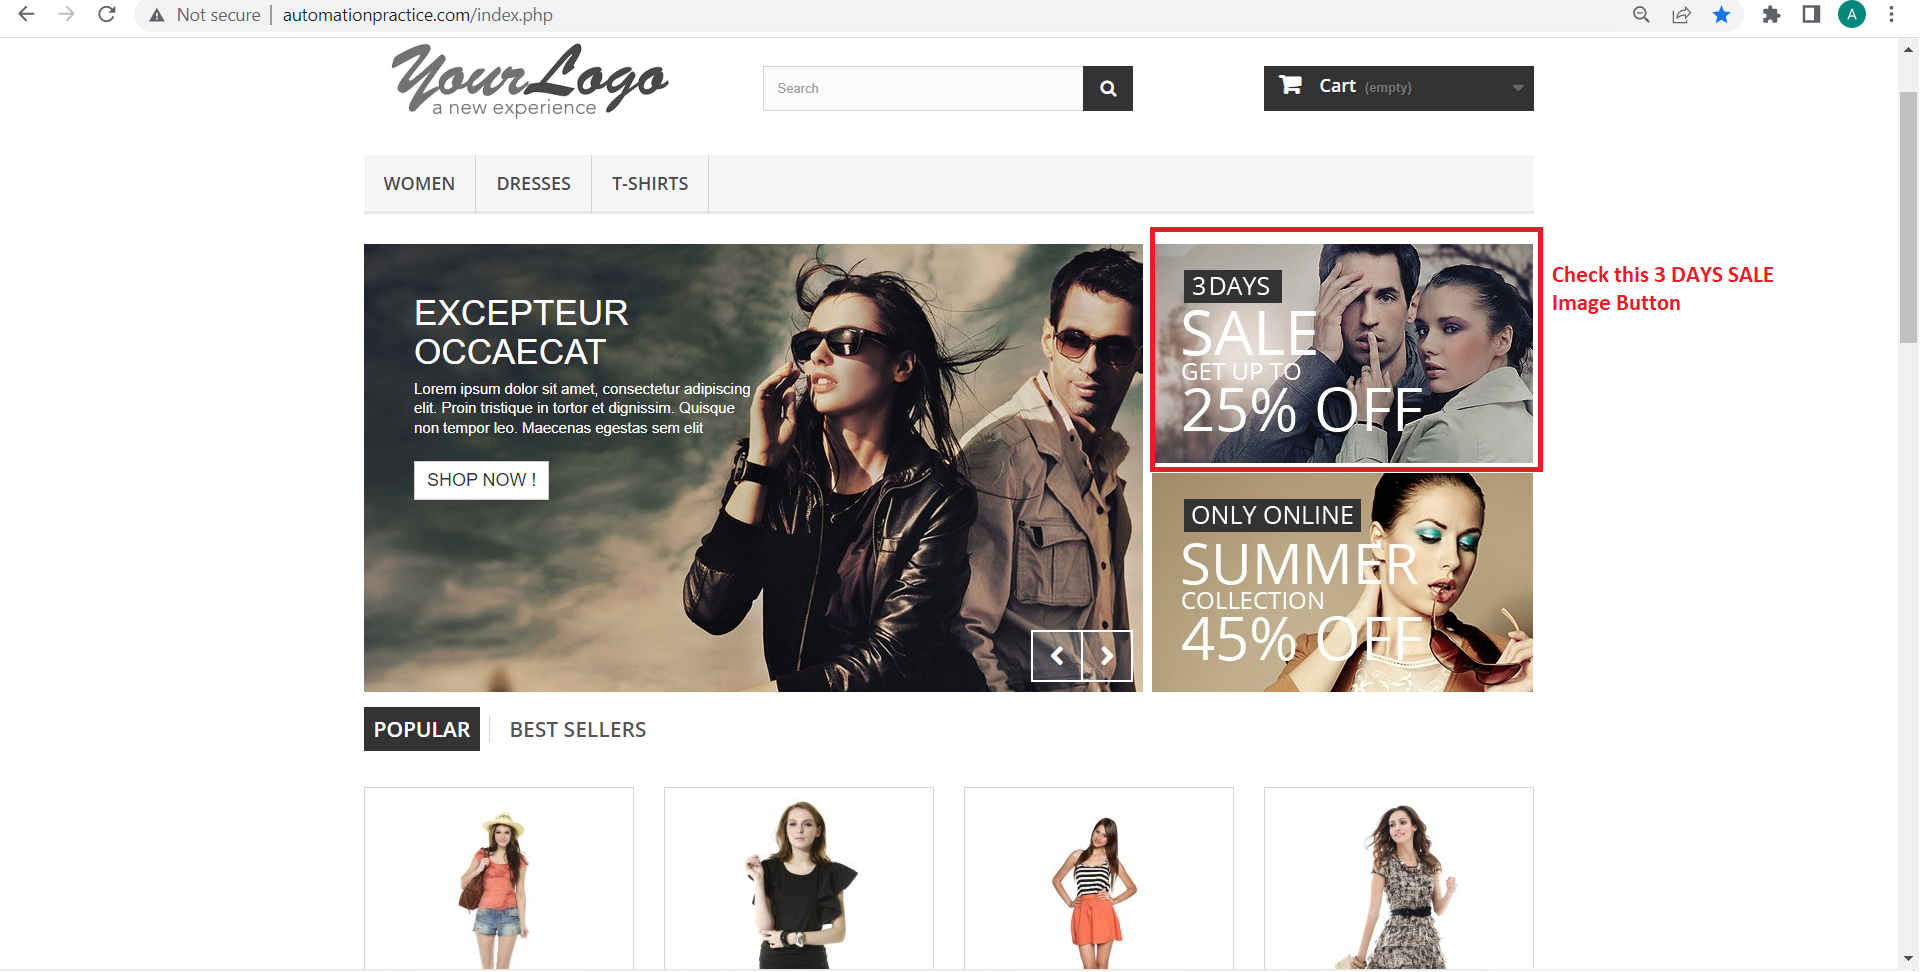 Not secure | automationpractice.com/index.php
A
YourLogo
a new experience
Search
Cart (empty)
WOMEN
DRESSES
T-SHIRTS
EXCEPTEUR
OCCAECAT
Lorem ipsum dolor sit amet, consectetur adipiscing
elit. Proin tristique in tortor et dignissim. Quisque
non tempor leo. Maecenas egestas sem elit
SHOP NOW !
3 DAYS
SALE
GET UP TO
25% OFF
Check this 3 DAYS SALE
Image Button
ONLY ONLINE
SUMMER
COLLECTION
45% OFF
POPULAR
BEST SELLERS